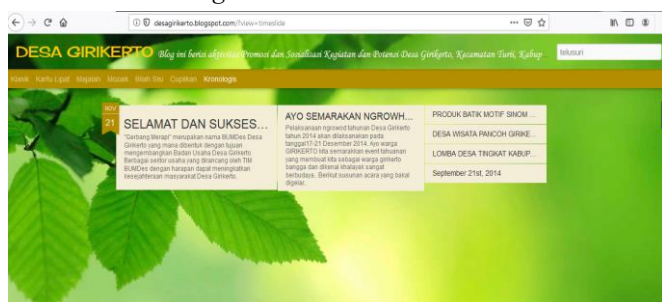 desagirikerto.blogspot.com/?view=timeslide
DESA GIRIKERTO Blog ini berisi aktivitas Promosi dan Sosialisasi Kegiatan dan Potensi Desa Girikerto, Kecamatan Turi, Kabup
telusuri
Klasik Kartu Lipat Majalah Mozaik Bilah Sisi Cuplikan Kronologis
NOV
21
SELAMAT DAN SUKSES...
"Gerbang Merapi" merupakan nama BUMDes Desa
Girikerto yang mana dibentuk dengan tujuan
mengembangkan Badan Usaha Desa Girikerto.
Berbagai sektor usaha yang dirancang oleh TIM
BUMDes dengan harapan dapat meningkatkan
kesejahteraan masyarakat Desa Girikerto.
AYO SEMARAKAN NGROWH...
Pelaksanaan ngrowod tahunan Desa Girikerto
tahun 2014 akan dilaksanakan pada
tanggal17-21 Desember 2014. Ayo warga
GIRIKERTO kita semarakkan event tahuanan
yang membuat kita sebagai warga girikerto
bangga dan dikenal khalayak sangat
berbudaya. Berikut susunan acara yang bakal
digelar.
PRODUK BATIK MOTIF SINOM ...
DESA WISATA PANCOH GIRIKE...
LOMBA DESA TINGKAT KABUP...
September 21st, 2014